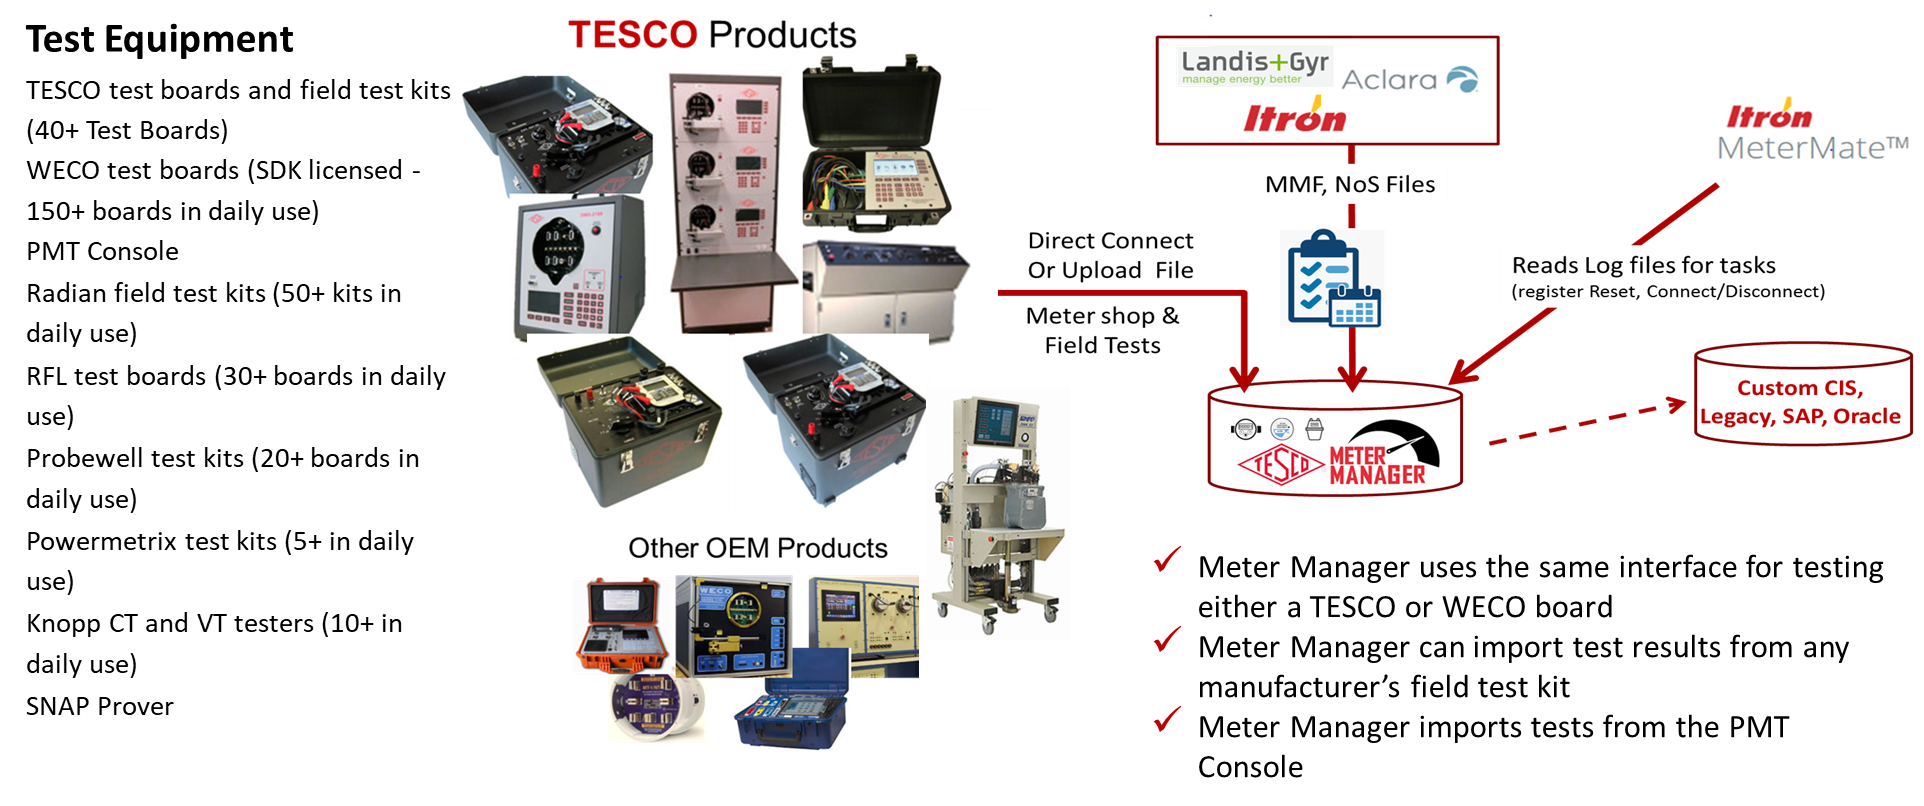 Test Equipment
TESCO test boards and field test kits
(40+ Test Boards)
WECO test boards (SDK licensed -
150+ boards in daily use)
PMT Console
Radian field test kits (50+ kits in
daily use)
RFL test boards (30+ boards in daily
use)
Probewell test kits (20+ boards in
daily use)
Powermetrix test kits (5+ in daily
use)
Knopp CT and VT testers (10+ in
daily use)
SNAP Prover
TESCO Products
TESCO
Other OEM Products
WECO
Direct Connect
Or Upload File
Meter shop &
Field Tests
Landis+Gyr
manage energy better
Aclara
Itron
MMF, NoS Files
Itron
MeterMate™
Reads Log files for tasks
(register Reset, Connect/Disconnect)
TESCO METER
MANAGER
Custom CIS,
Legacy, SAP, Oracle
✓ Meter Manager uses the same interface for testing
either a TESCO or WECO board
✓ Meter Manager can import test results from any
manufacturer’s field test kit
✓ Meter Manager imports tests from the PMT
Console